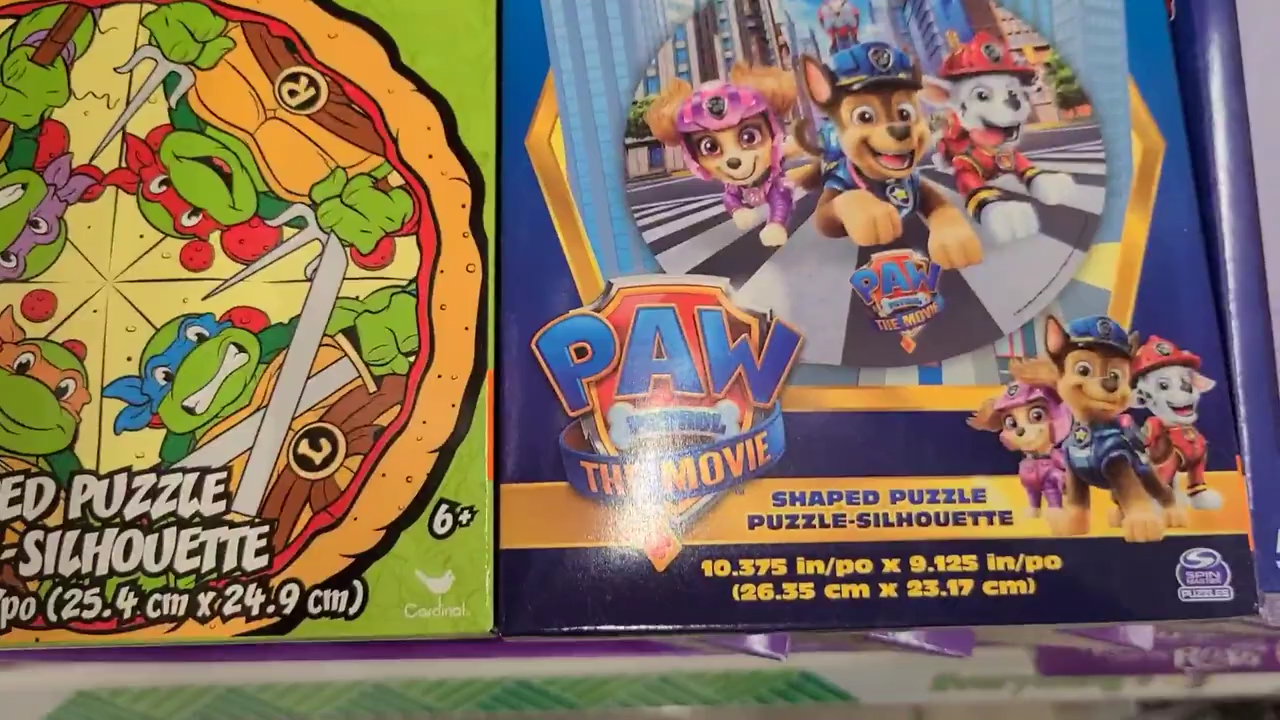 R
L
ED PUZZLE
-SILHOUETTE
/po (25.4 cm x 24.9 cm)
6+
Cardinal
PAW
PATROL
THE MOVIE
PAW
PATROL
THE MOVIE
SHAPED PUZZLE
PUZZLE-SILHOUETTE
10.375 in/po x 9.125 in/po
(26.35 cm x 23.17 cm)
SPIN
MASTER
PUZZLES